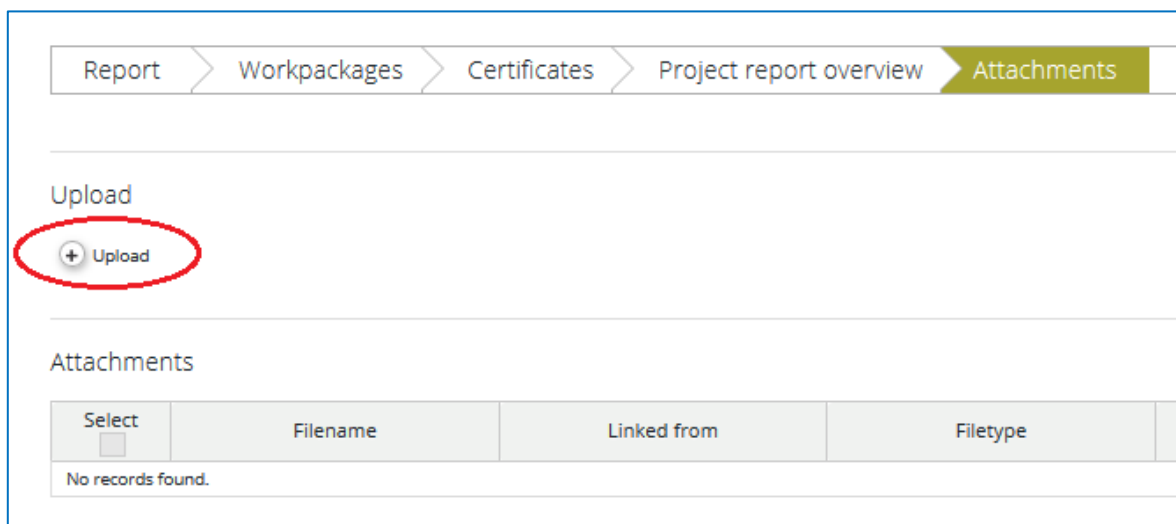 Report Workpackages Certificates Project report overview Attachments
Upload
+ Upload
Attachments
Select Filename Linked from Filetype
No records found.